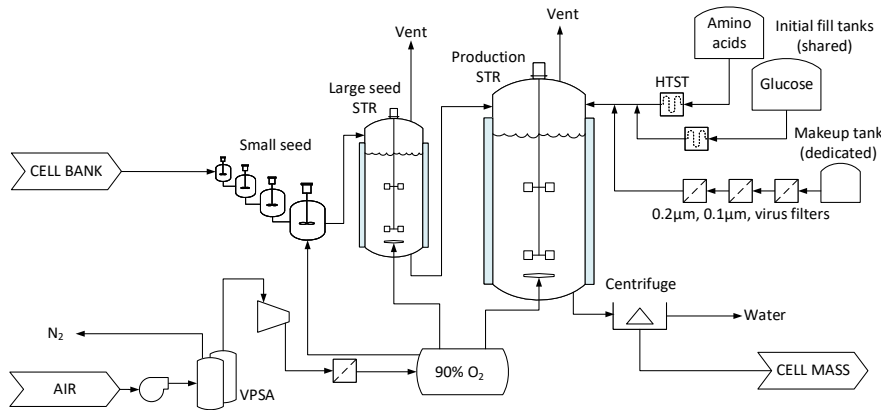 Vent
Production
STR
Vent
Amino
acids
Initial fill tanks
(shared)
Large seed
STR
HTST
Glucose
Small seed
Makeup tank
(dedicated)
CELL BANK
0.2µm, 0.1µm, virus filters
Centrifuge
Water
N₂
90% O₂
AIR
VPSA
CELL MASS